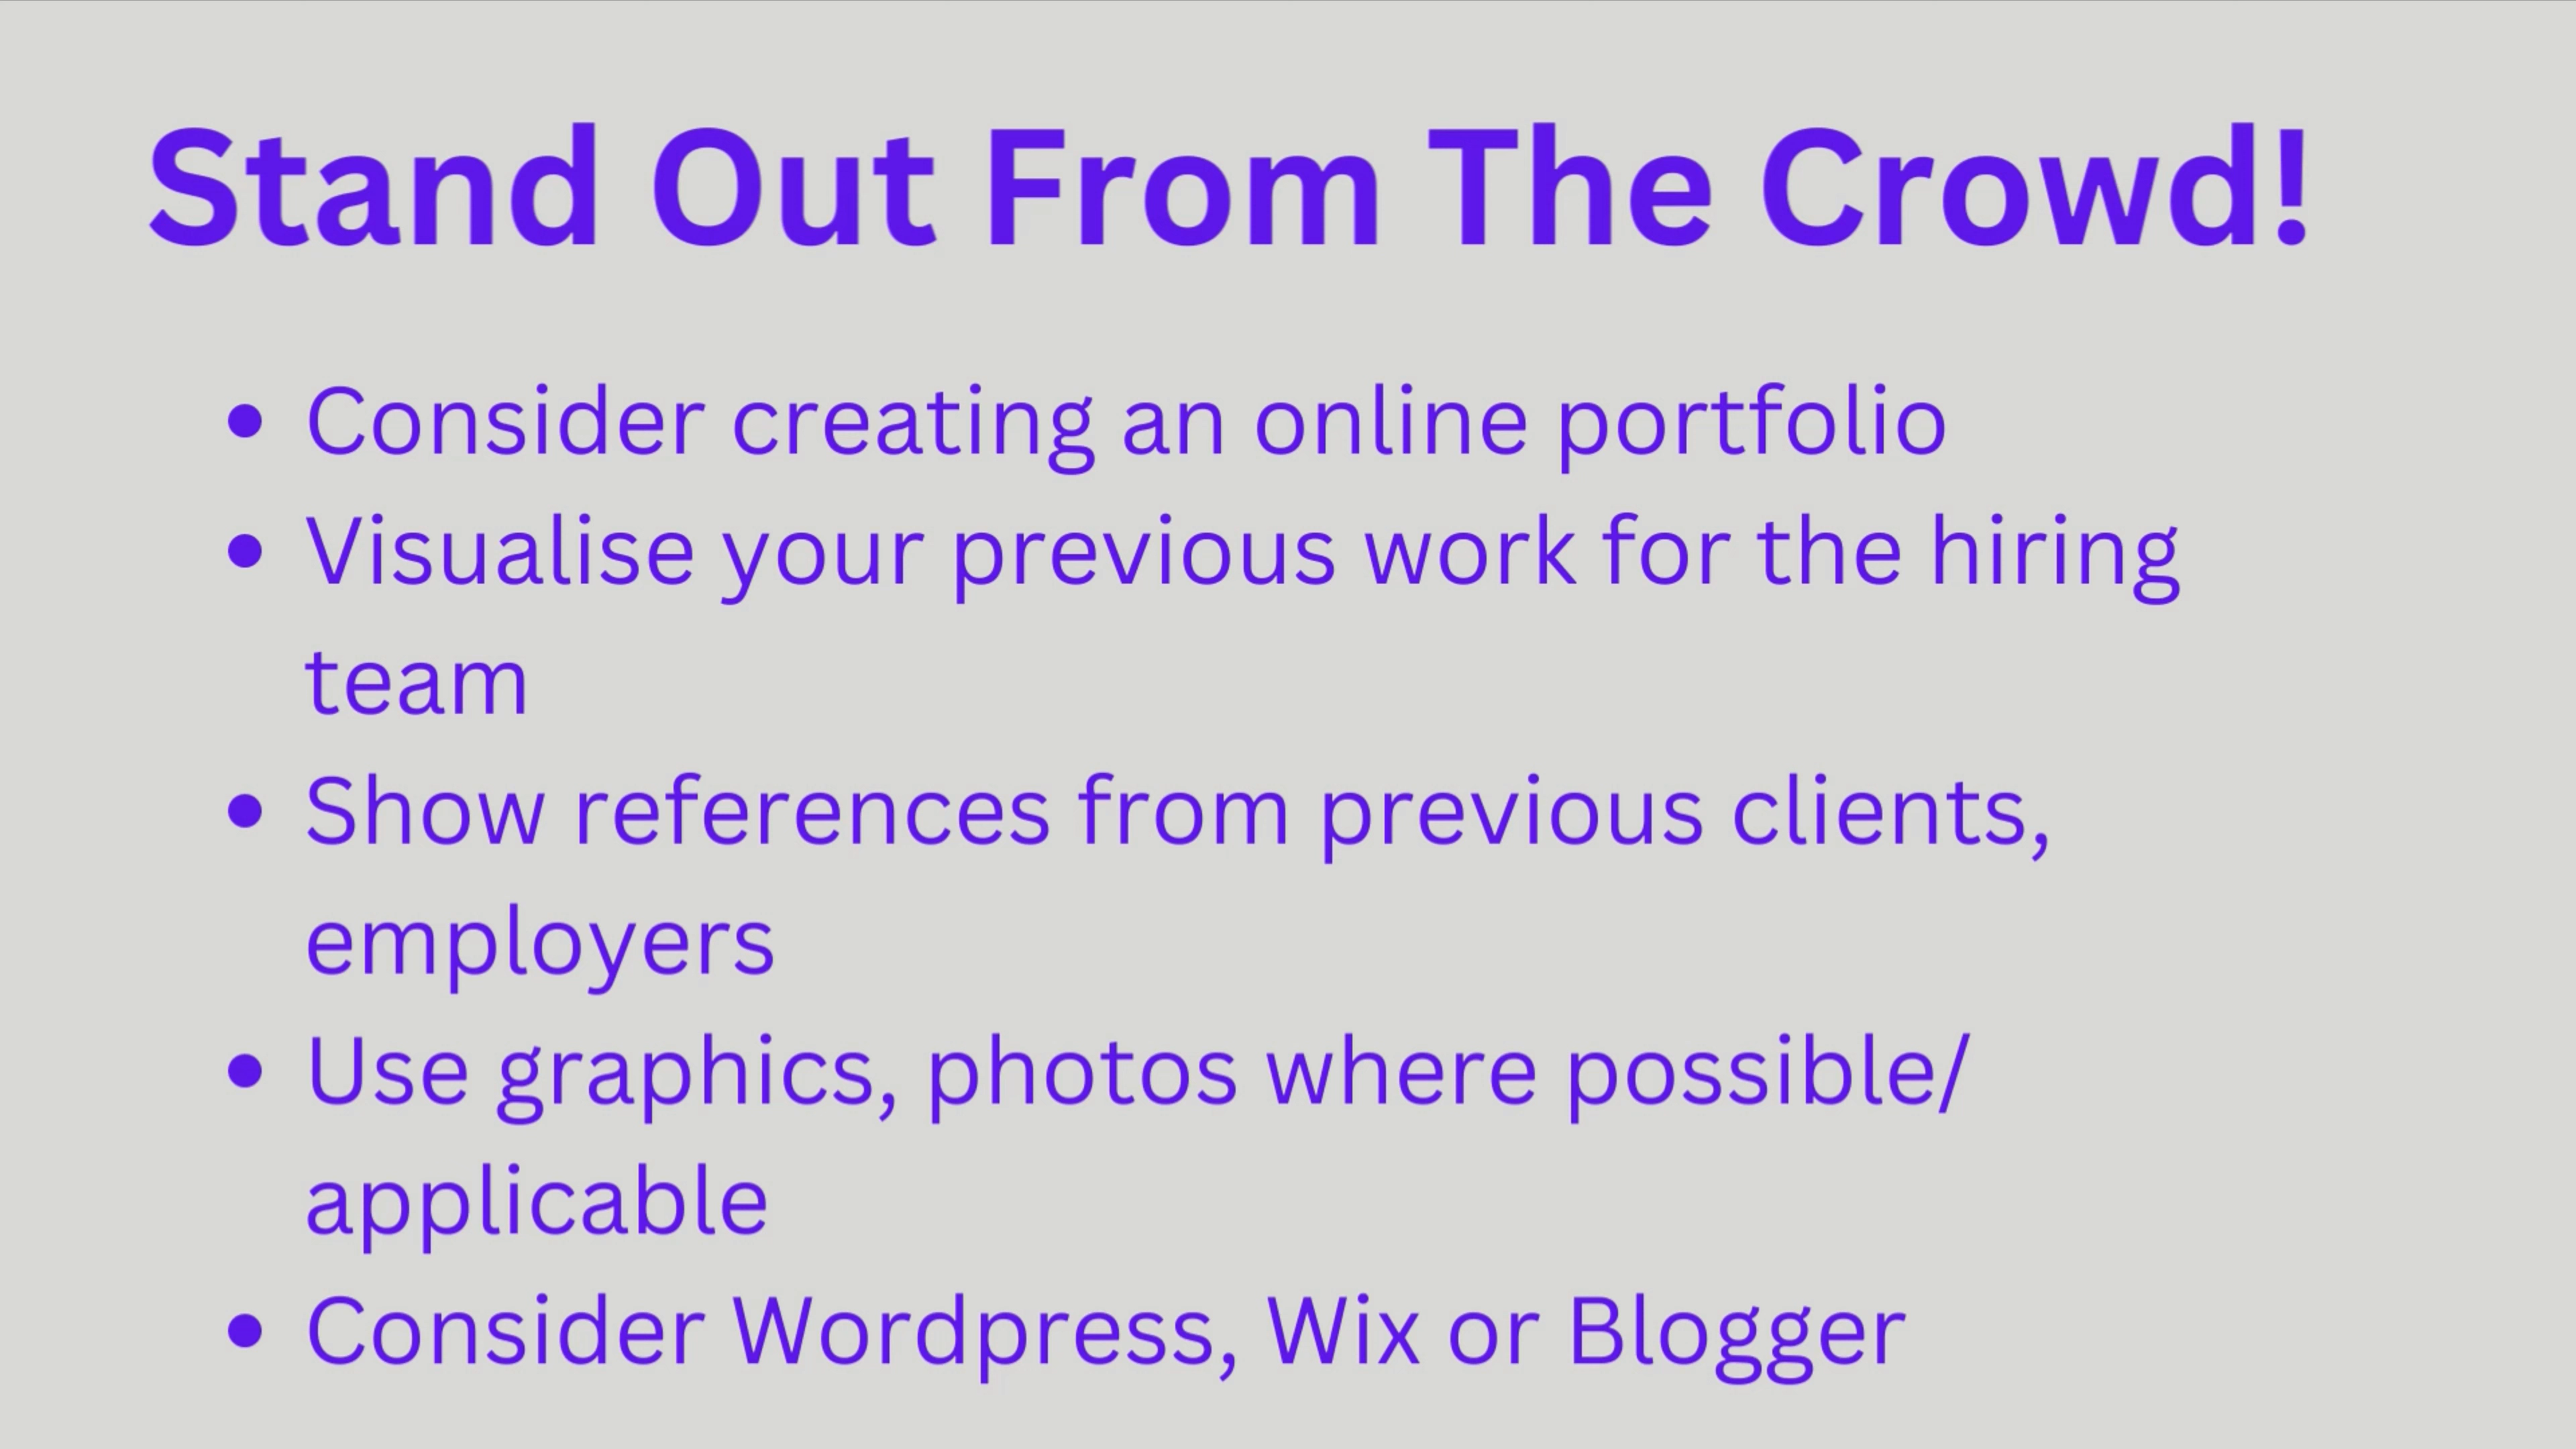 Stand Out From The Crowd!
• Consider creating an online portfolio
• Visualise your previous work for the hiring
team
• Show references from previous clients,
employers
• Use graphics, photos where possible/
applicable
• Consider Wordpress, Wix or Blogger